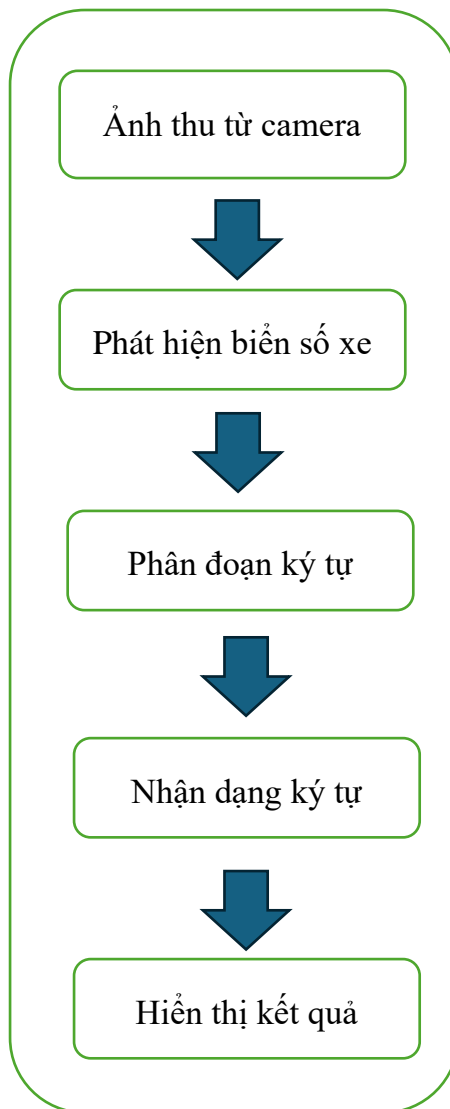 Ảnh thu từ camera
Phát hiện biển số xe
Phân đoạn ký tự
Nhận dạng ký tự
Hiển thị kết quả